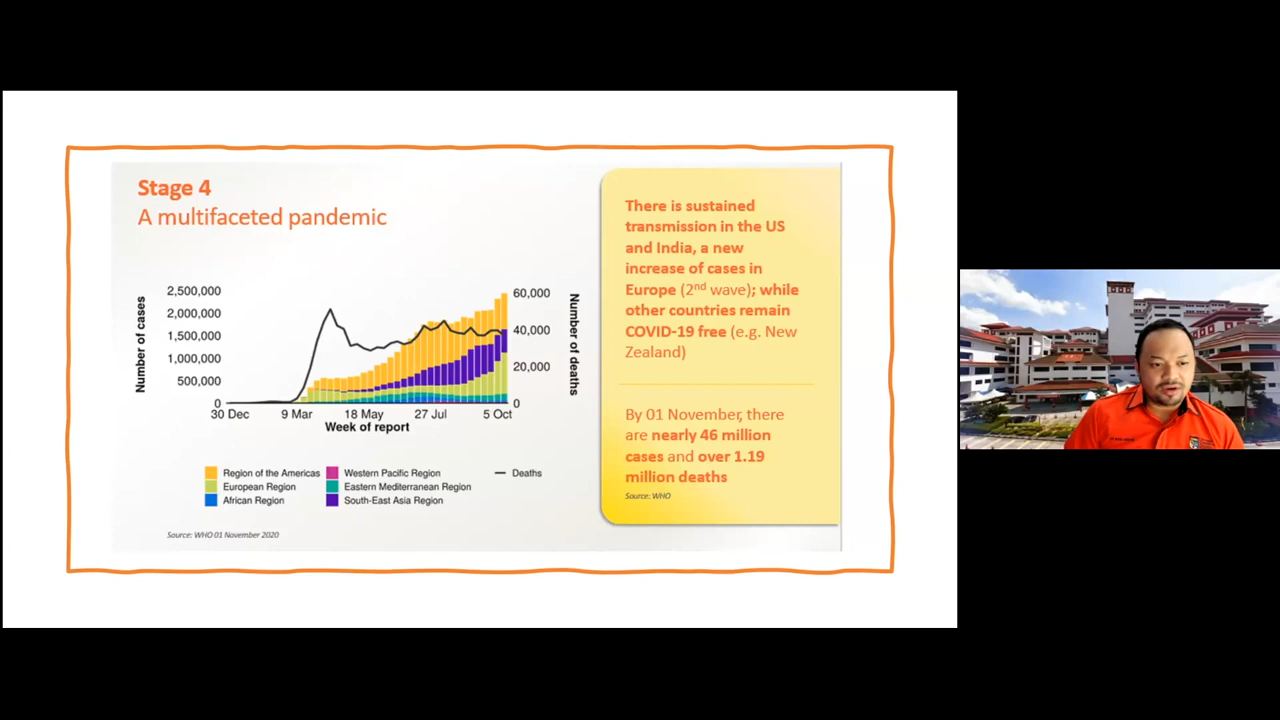 Stage 4
A multifaceted pandemic
Number of cases
2,500,000
2,000,000
1,500,000
1,000,000
500,000
0
60,000
40,000
20,000
0
Number of deaths
30 Dec 9 Mar 18 May 27 Jul 5 Oct
Week of report
Region of the Americas Western Pacific Region Deaths
European Region Eastern Mediterranean Region
African Region South-East Asia Region
Source: WHO 01 November 2020
There is sustained
transmission in the US
and India, a new
increase of cases in
Europe (2nd wave); while
other countries remain
COVID-19 free (e.g. New
Zealand)
By 01 November, there
are nearly 46 million
cases and over 1.19
million deaths
Source: WHO